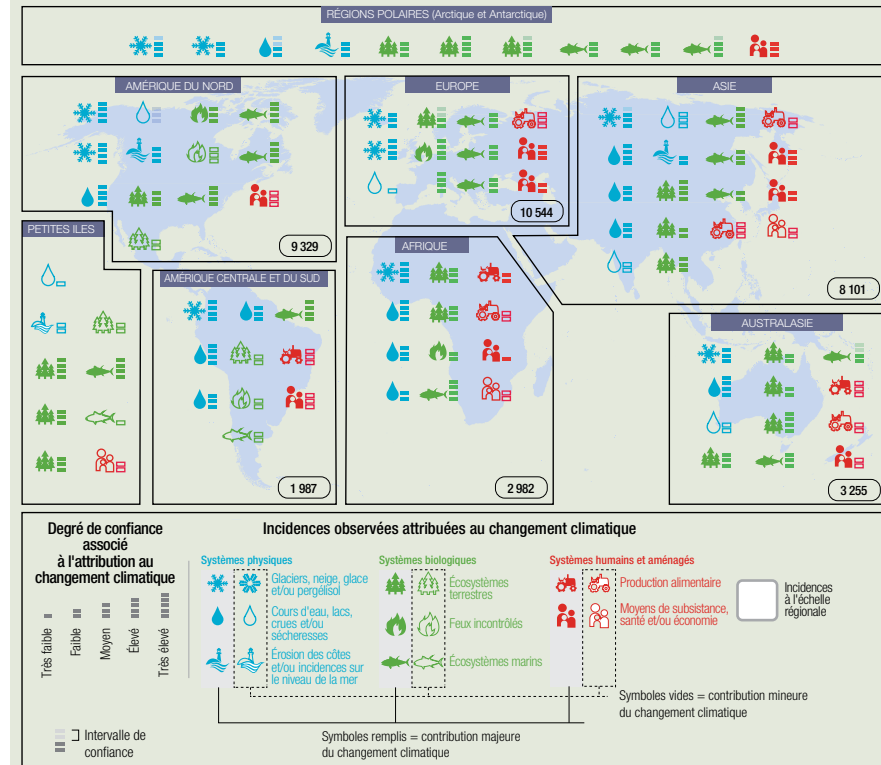 RÉGIONS POLAIRES (Arctique et Antarctique)
AMÉRIQUE DU NORD
EUROPE
ASIE
10 544
9 329
PETITES ILES
AFRIQUE
AMÉRIQUE CENTRALE ET DU SUD
8 101
AUSTRALASIE
1 987
2 982
3 255
Degré de confiance
associé
à l'attribution au
changement climatique
Très faible
Faible
Moyen
Élevé
Très élevé
Intervalle de
confiance
Incidences observées attribuées au changement climatique
Systèmes physiques
Glaciers, neige, glace
et/ou pergélisol
Cours d'eau, lacs,
crues et/ou
sécheresses
Érosion des côtes
et/ou incidences sur
le niveau de la mer
Systèmes biologiques
Écosystèmes
terrestres
Feux incontrôlés
Écosystèmes marins
Systèmes humains et aménagés
Production alimentaire
Moyens de subsistance,
santé et/ou économie
Incidences
à l'échelle
régionale
Symboles vides = contribution mineure
du changement climatique
Symboles remplis = contribution majeure
du changement climatique